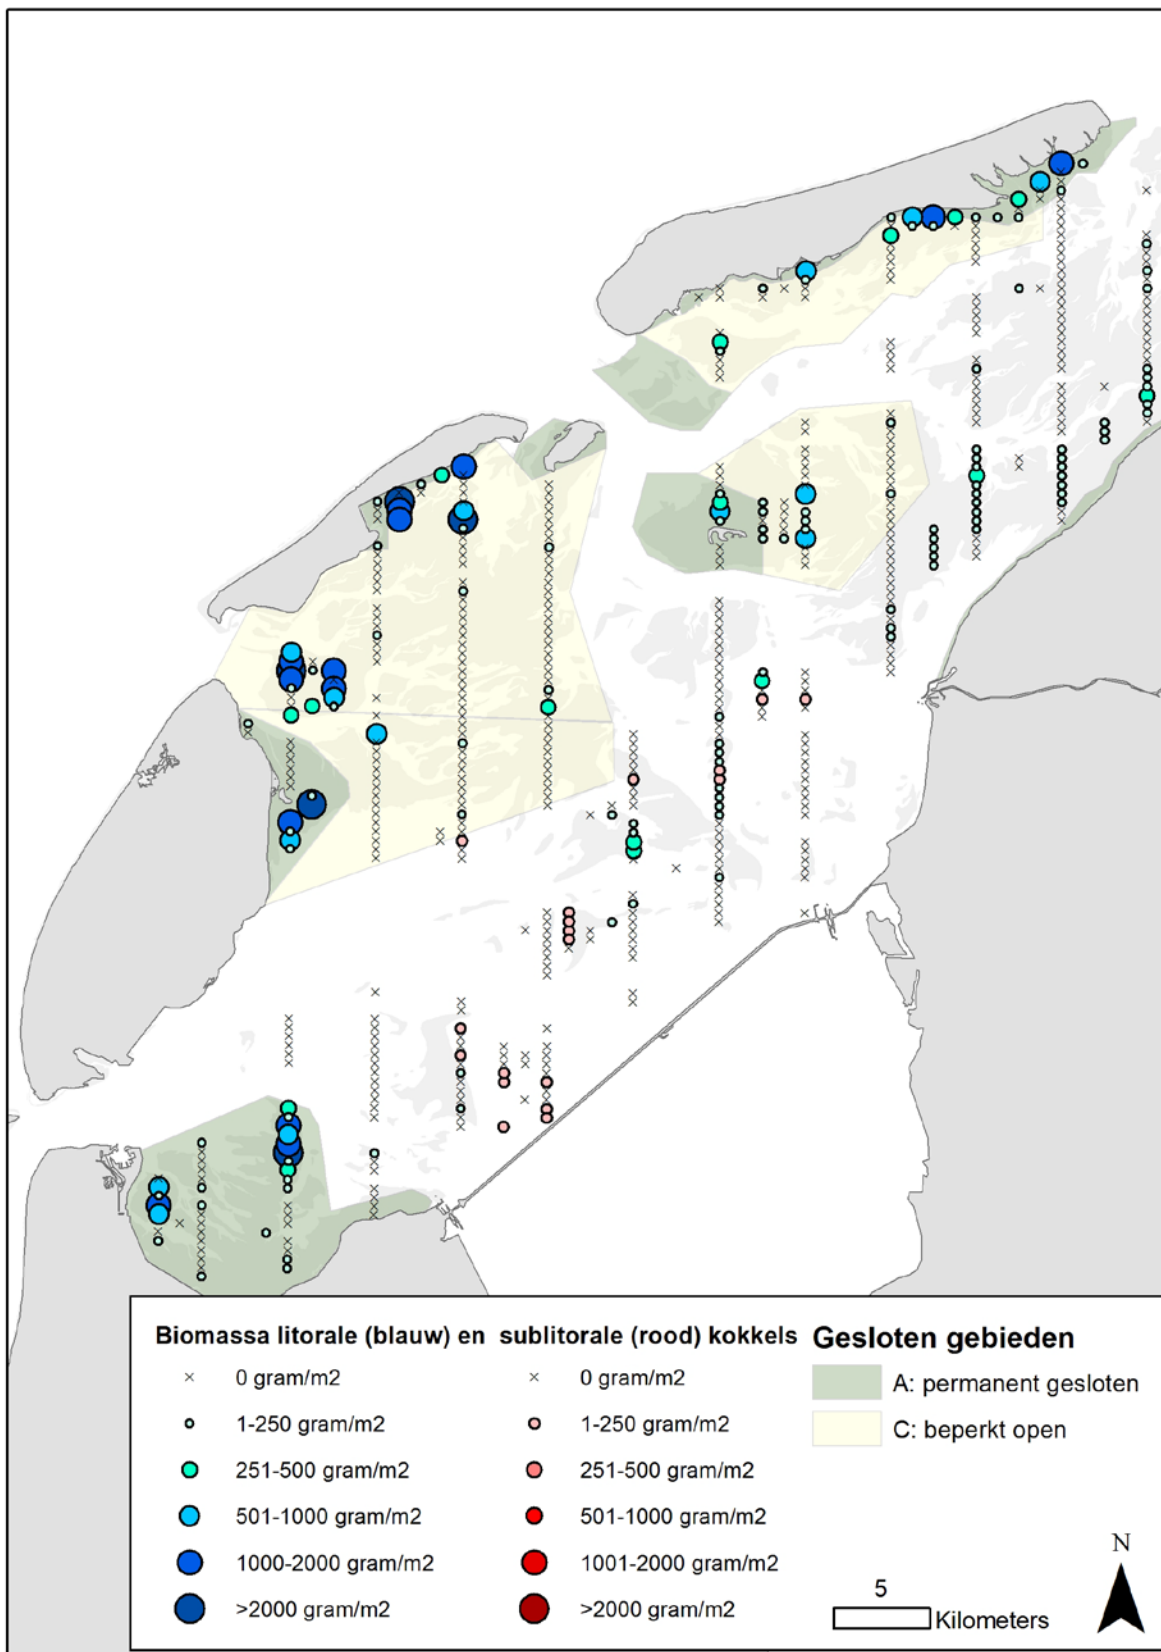 Biomassa litorale (blauw) en sublitorale (rood) kokkels
0 gram/m2
1-250 gram/m2
251-500 gram/m2
501-1000 gram/m2
1000-2000 gram/m2
>2000 gram/m2
0 gram/m2
1-250 gram/m2
251-500 gram/m2
501-1000 gram/m2
1001-2000 gram/m2
>2000 gram/m2
Gesloten gebieden
A: permanent gesloten
C: beperkt open
5
Kilometers
N